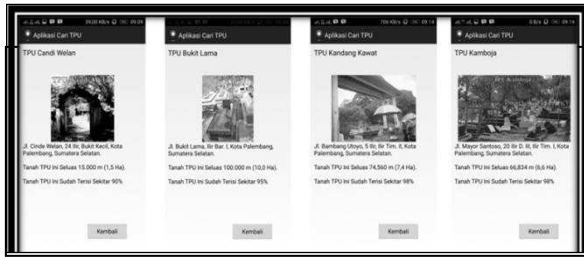 09:09
Aplikasi Cari TPU
TPU Candi Welan
Jl. Cinde Welan, 24 Ilir, Bukit Kecil, Kota
Palembang, Sumatera Selatan.
Tanah TPU Ini Seluas 15.000 m (1,5 Ha).
Tanah TPU Ini Sudah Terisi Sekitar 90%
Kembali
Aplikasi Cari TPU
TPU Bukit Lama
Jl. Bukit Lama, Ilir Bar. I, Kota Palembang,
Sumatera Selatan.
Tanah TPU Ini Seluas 100.000 m (10,0 Ha).
Tanah TPU Ini Sudah Terisi Sekitar 95%
Kembali
09:14
Aplikasi Cari TPU
TPU Kandang Kawat
Jl. Bambang Utoyo, 5 Ilir, Ilir Tim. II, Kota
Palembang, Sumatera Selatan.
Tanah TPU Ini Seluas 74,560 m (7,4 Ha).
Tanah TPU Ini Sudah Terisi Sekitar 98%
Kembali
09:14
Aplikasi Cari TPU
TPU Kamboja
Jl. Mayor Santoso, 20 Ilir D. III, Ilir Tim. I, Kota
Palembang, Sumatera Selatan.
Tanah TPU Ini Seluas 66,834 m (6,6 Ha).
Tanah TPU Ini Sudah Terisi Sekitar 98%
Kembali